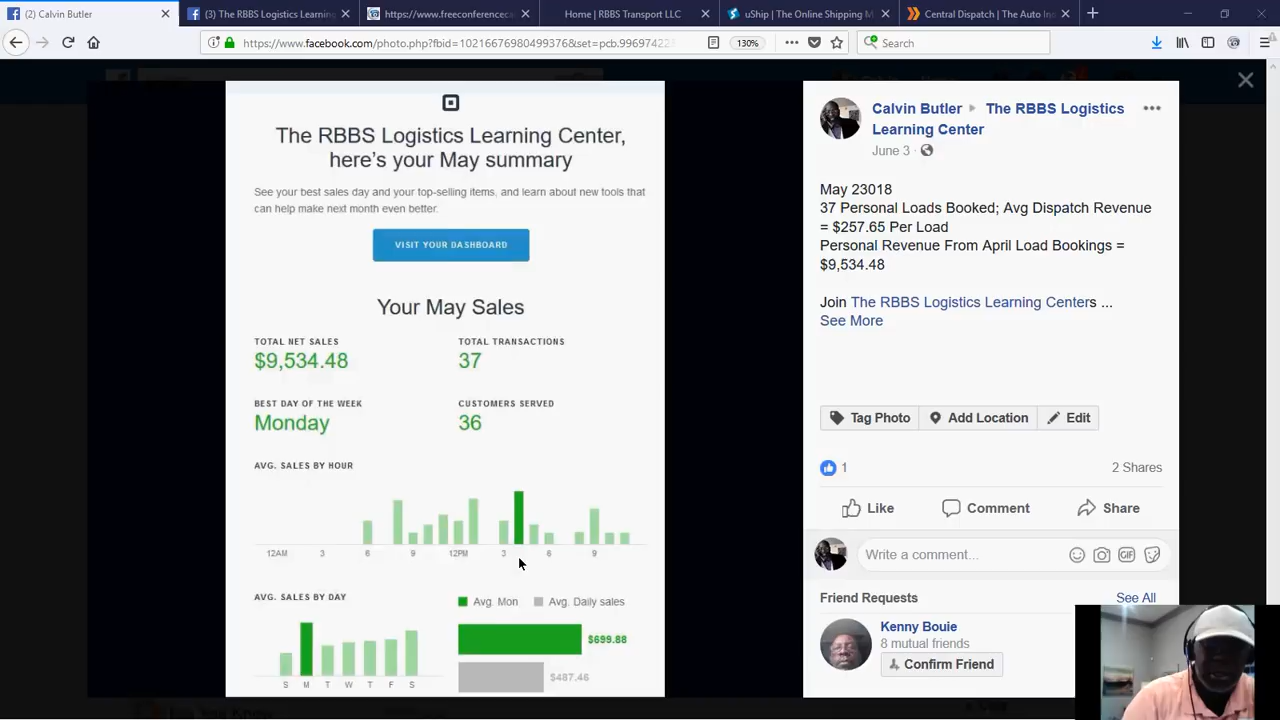 (2) Calvin Butler
(3) The RBBS Logistics Learning
https://www.freeconferenceca
Home | RBBS Transport LLC
uShip | The Online Shipping M
Central Dispatch | The Auto In
https://www.facebook.com/photo.php?fbid=10216676980499376&set=pcb.99697422
130%
Search
The RBBS Logistics Learning Center,
here's your May summary
See your best sales day and your top-selling items, and learn about new tools that
can help make next month even better.
VISIT YOUR DASHBOARD
Your May Sales
TOTAL NET SALES
$9,534.48
TOTAL TRANSACTIONS
37
BEST DAY OF THE WEEK
Monday
CUSTOMERS SERVED
36
AVG. SALES BY HOUR
12AM 3 6 9 12PM 3 6 9
AVG. SALES BY DAY
S M T W T F S
Avg. Mon
Avg. Daily sales
$699.88
$487.46
Calvin Butler
The RBBS Logistics
Learning Center
June 3
May 23018
37 Personal Loads Booked; Avg Dispatch Revenue
= $257.65 Per Load
Personal Revenue From April Load Bookings =
$9,534.48
Join The RBBS Logistics Learning Centers ...
See More
Tag Photo
Add Location
Edit
1
2 Shares
Like
Comment
Share
Write a comment...
GIF
Friend Requests
See All
Kenny Bouie
8 mutual friends
Confirm Friend